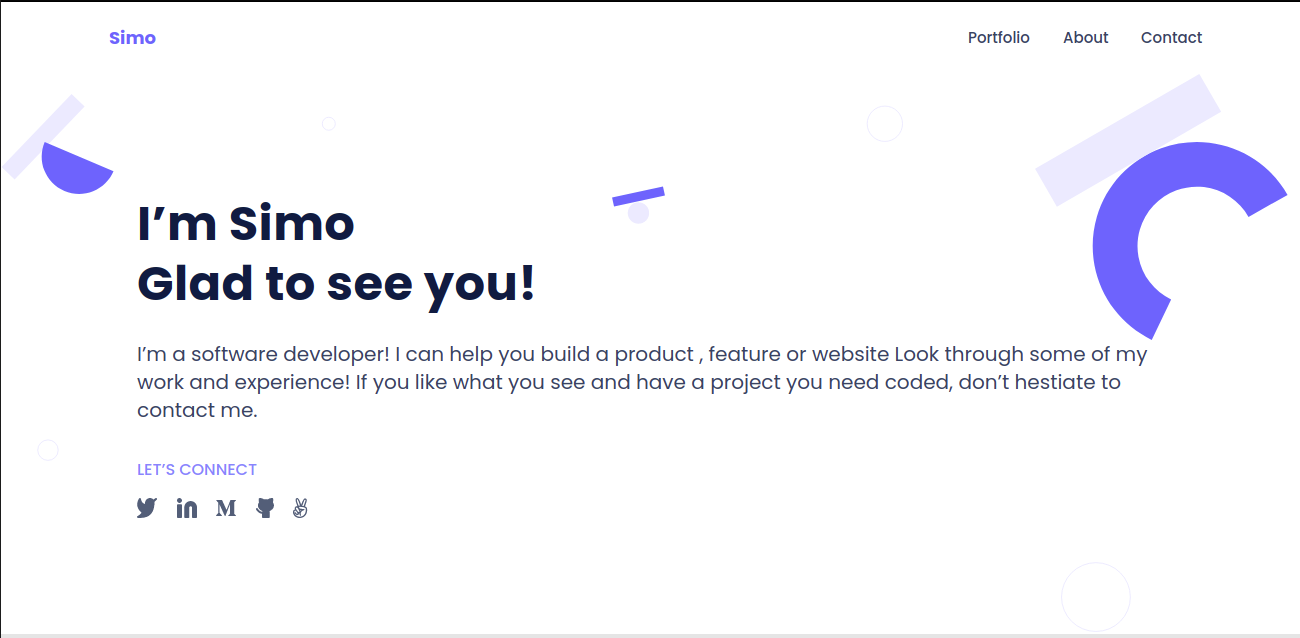 Simo
Portfolio About Contact
I’m Simo
Glad to see you!
I’m a software developer! I can help you build a product , feature or website Look through some of my
work and experience! If you like what you see and have a project you need coded, don’t hestiate to
contact me.
LET’S CONNECT